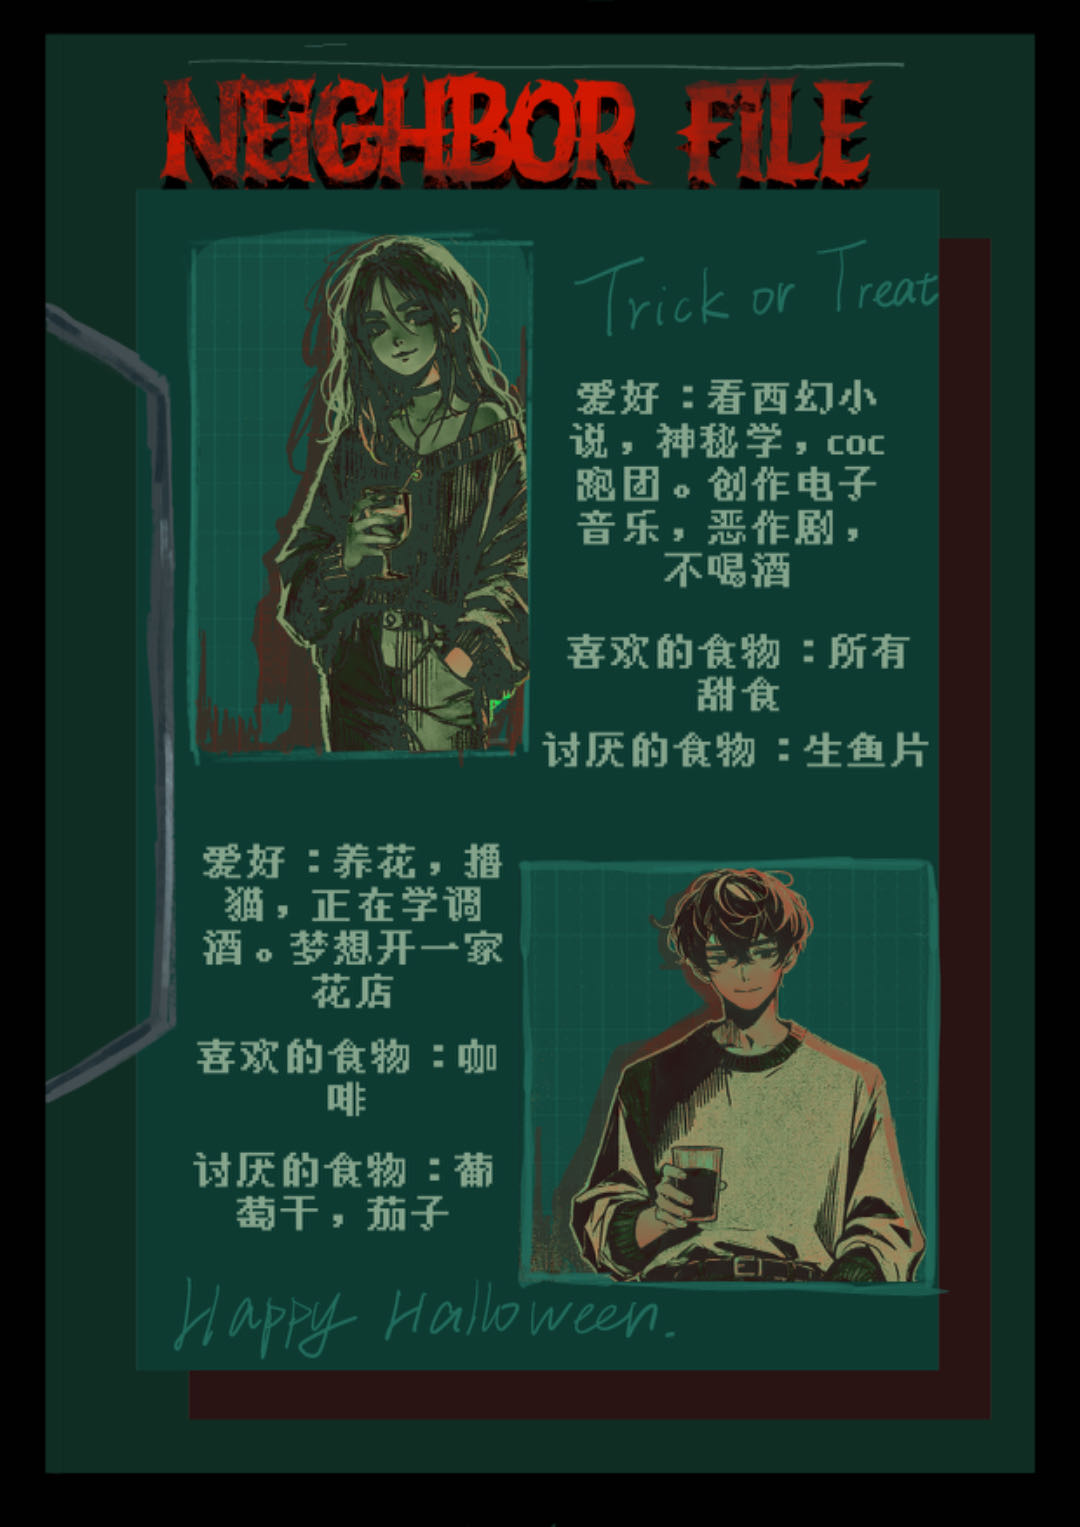 NEiGHBOR FiLE
Trick or Treat
爱好：看西幻小
说，神秘学，coc
跑团。创作电子
音乐，恶作剧，
不喝酒
喜欢的食物：所有
甜食
讨厌的食物：生鱼片
爱好：养花，撸
猫，正在学调
酒。梦想开一家
花店
喜欢的食物：咖
啡
讨厌的食物：葡
萄干，茄子
Happy Halloween.